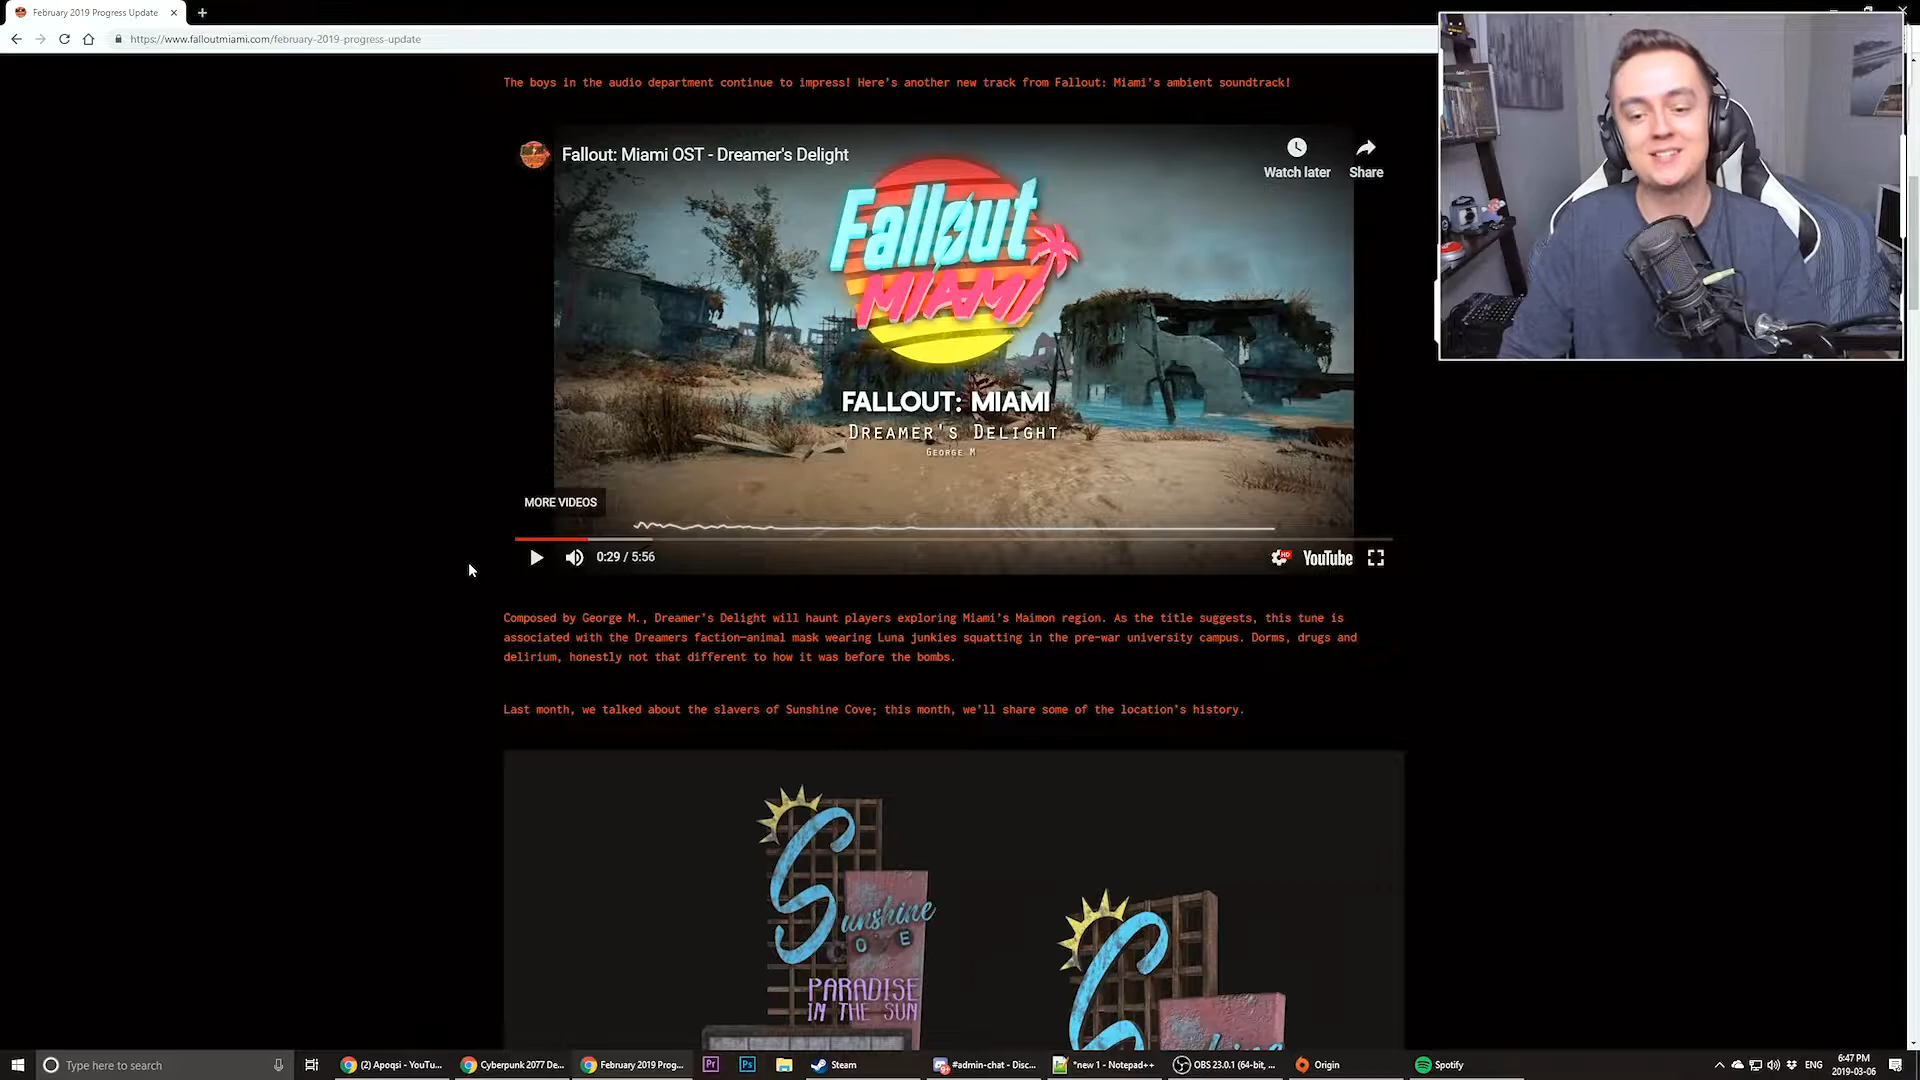 February 2019 Progress Update
https://www.falloutmiami.com/february-2019-progress-update
The boys in the audio department continue to impress! Here's another new track from Fallout: Miami's ambient soundtrack!
Fallout: Miami OST - Dreamer's Delight
Watch later
Share
Fallout
MIAMI
FALLOUT: MIAMI
DREAMER'S DELIGHT
GEORGE M
MORE VIDEOS
0:29 / 5:56
HD
YouTube
Composed by George M., Dreamer's Delight will haunt players exploring Miami's Maimon region. As the title suggests, this tune is
associated with the Dreamers faction—animal mask wearing Luna junkies squatting in the pre-war university campus. Dorms, drugs and
delirium, honestly not that different to how it was before the bombs.
Last month, we talked about the slavers of Sunshine Cove; this month, we'll share some of the location's history.
Sunshine
COVE
PARADISE
IN THE SUN
Type here to search
(2) Apoqsi - YouTu...
Cyberpunk 2077 De...
February 2019 Prog...
Pr
Ps
Steam
#admin-chat - Disc...
*new 1 - Notepad++
OBS 23.0.1 (64-bit, ...
Origin
Spotify
ENG
6:47 PM
2019-03-06